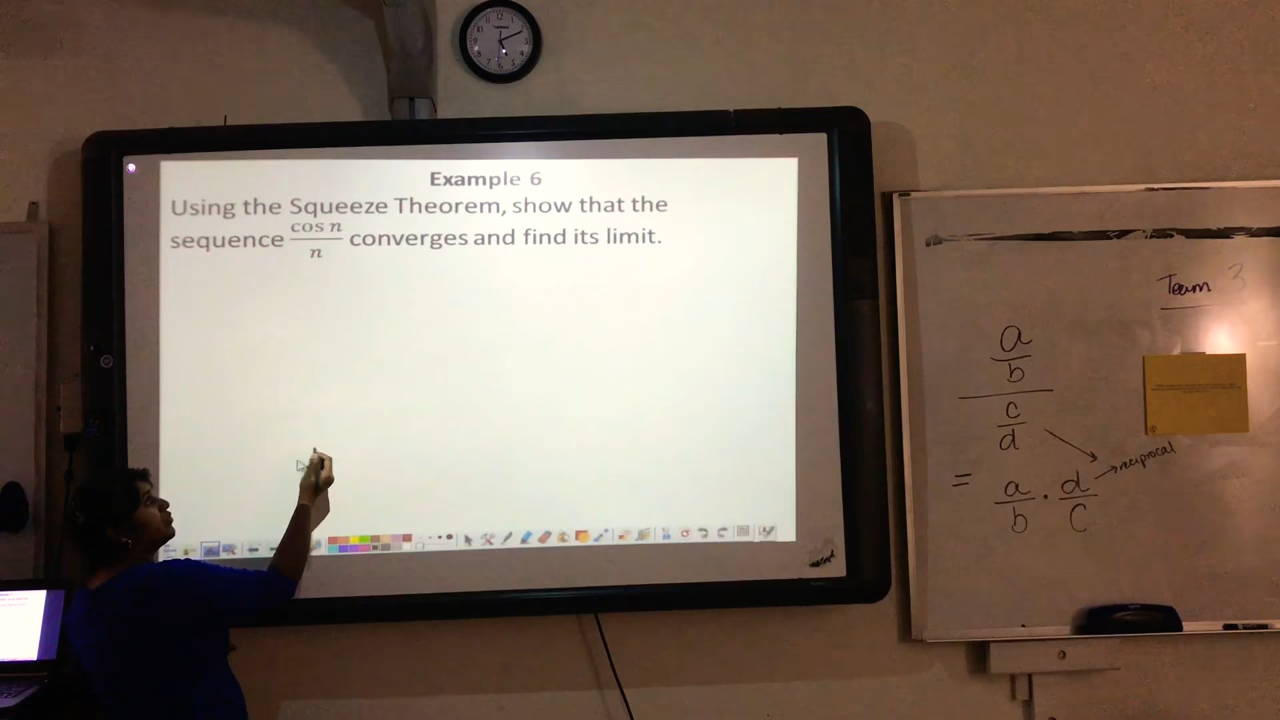 Example 6
Using the Squeeze Theorem, show that the
sequence cos n / n converges and find its limit.
Team 3
a
b
c
d
= a/b · d/c → reciprocal